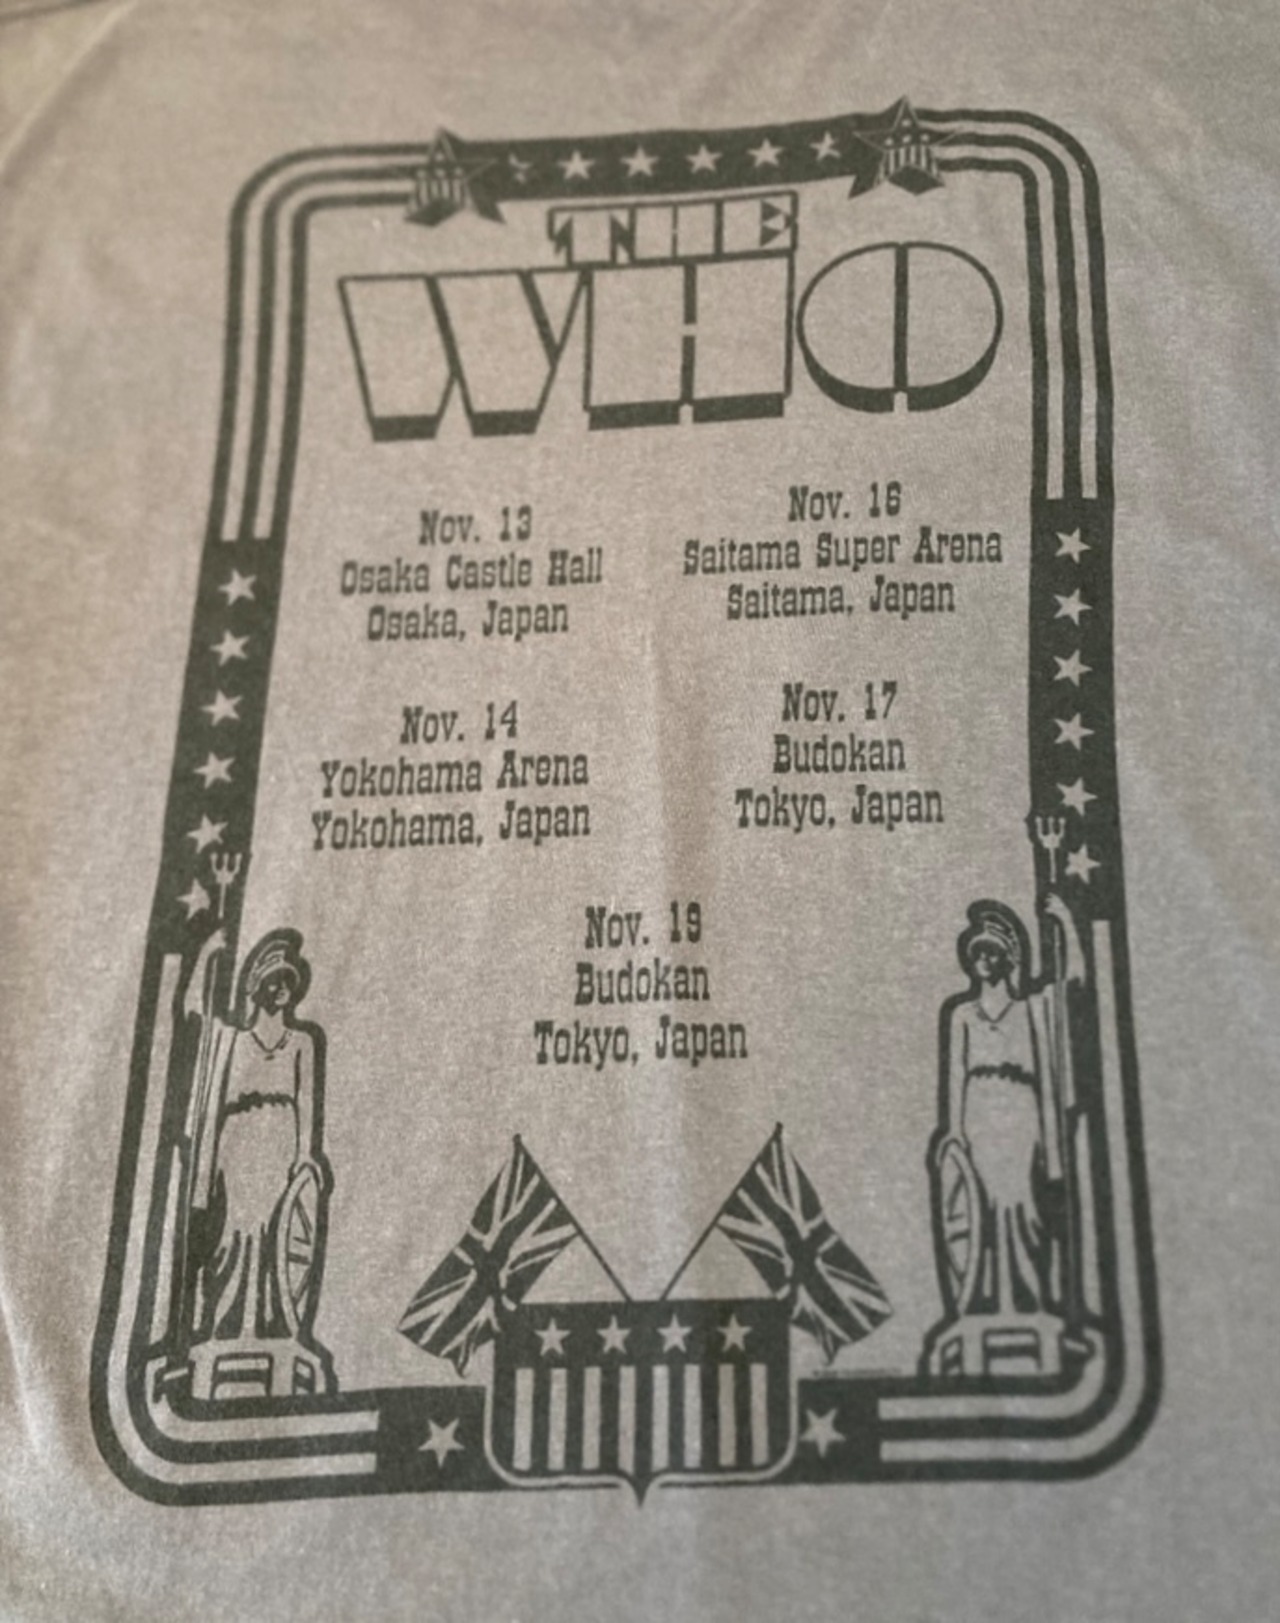 THE
WHO
Nov. 13
Osaka Castle Hall
Osaka, Japan
Nov. 14
Yokohama Arena
Yokohama, Japan
Nov. 16
Saitama Super Arena
Saitama, Japan
Nov. 17
Budokan
Tokyo, Japan
Nov. 19
Budokan
Tokyo, Japan